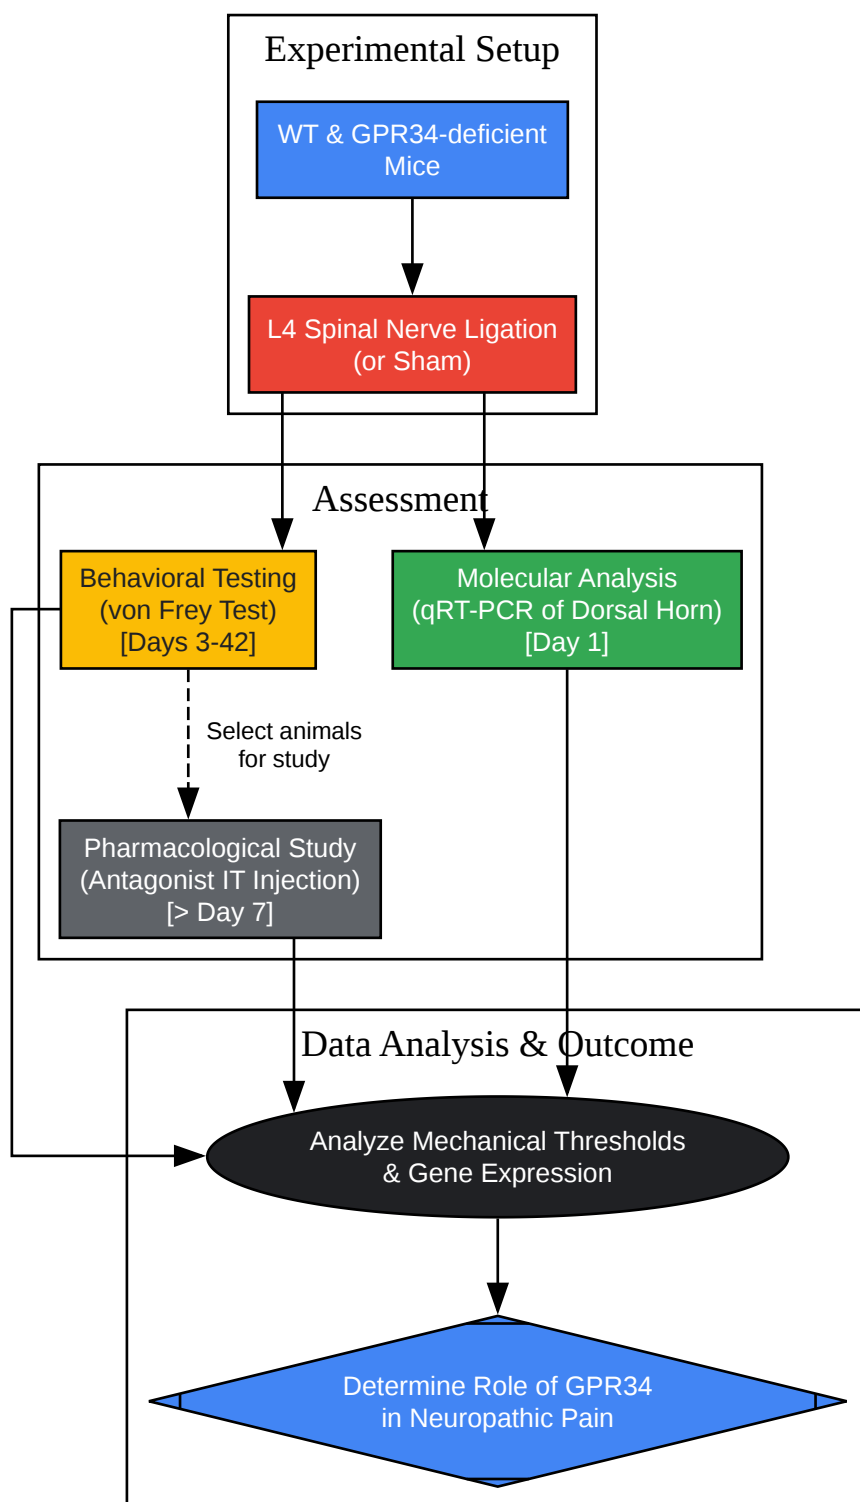 Experimental Setup
WT & GPR34-deficient
Mice
L4 Spinal Nerve Ligation
(or Sham)
Assessment
Behavioral Testing
(von Frey Test)
[Days 3-42]
Molecular Analysis
(qRT-PCR of Dorsal Horn)
[Day 1]
Select animals
for study
Pharmacological Study
(Antagonist IT Injection)
[> Day 7]
Data Analysis & Outcome
Analyze Mechanical Thresholds
& Gene Expression
Determine Role of GPR34
in Neuropathic Pain